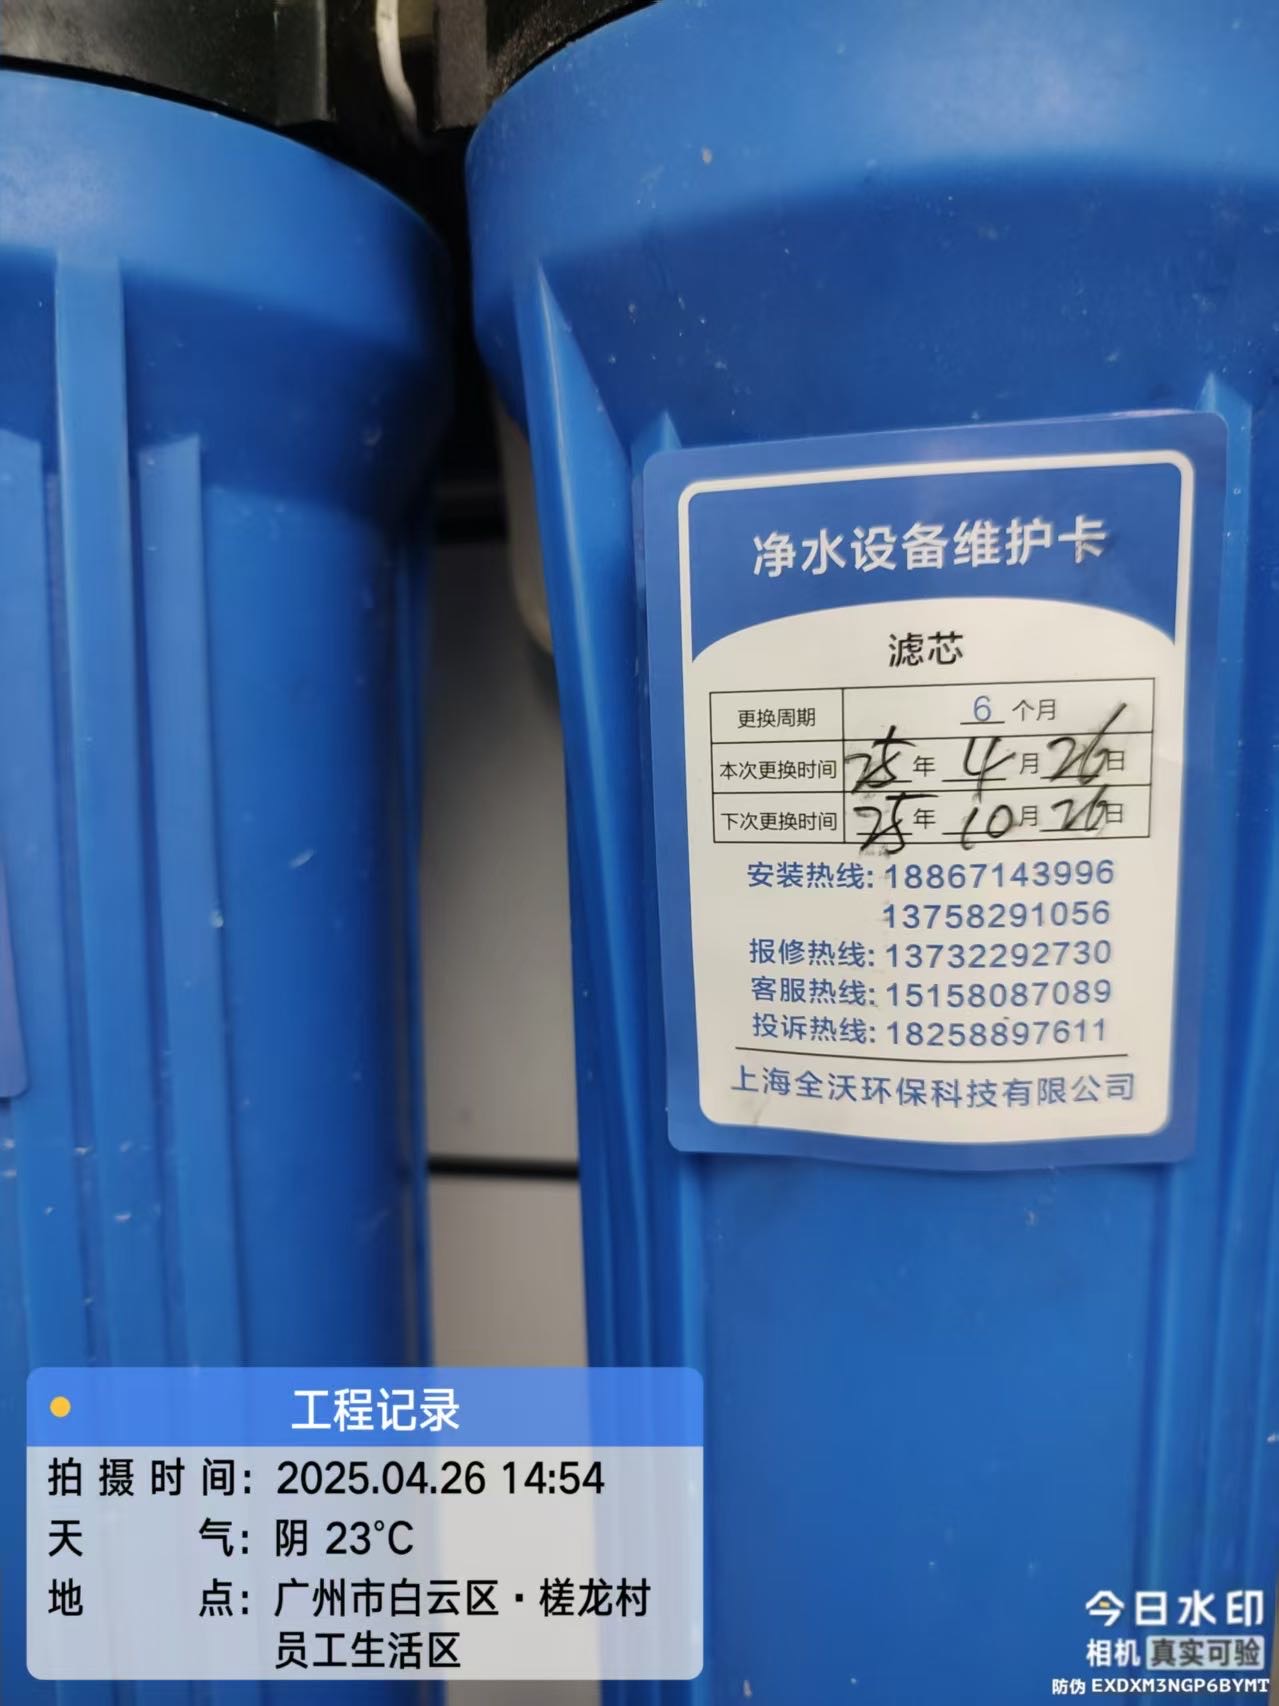 净水设备维护卡
滤芯
更换周期 6 个月
本次更换时间 25 年 4 月 26 日
下次更换时间 25 年 10 月 26 日
安装热线: 18867143996
13758291056
报修热线: 13732292730
客服热线: 15158087089
投诉热线: 18258897611
上海全沃环保科技有限公司
工程记录
拍摄时间: 2025.04.26 14:54
天气: 阴 23℃
地点: 广州市白云区·槎龙村
员工生活区
今日水印
相机 真实可验
防伪 EXDXM3NGP6BYMT